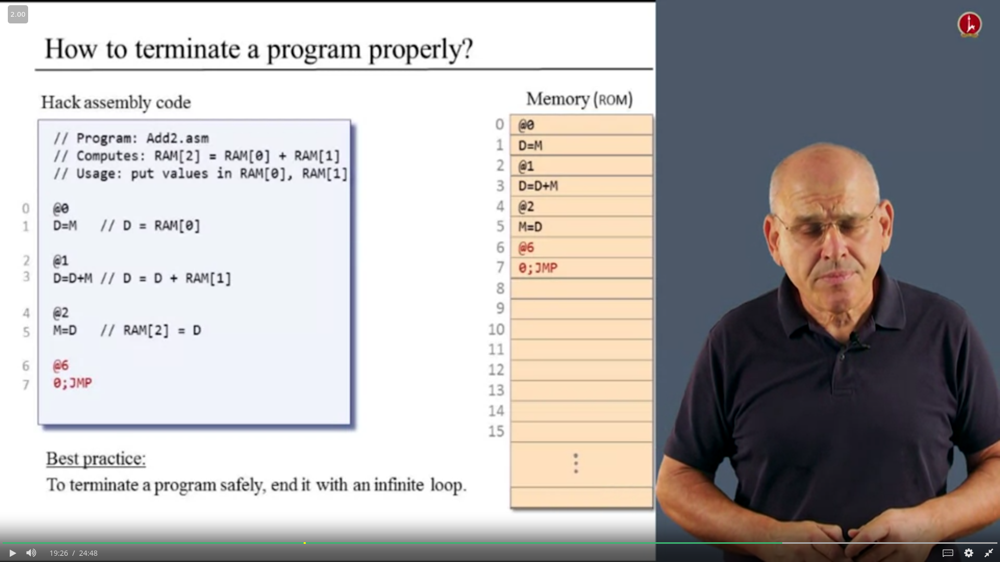 2.00
How to terminate a program properly?
Hack assembly code
// Program: Add2.asm
// Computes: RAM[2] = RAM[0] + RAM[1]
// Usage: put values in RAM[0], RAM[1]
0 @0
1 D=M // D = RAM[0]
2 @1
3 D=D+M // D = D + RAM[1]
4 @2
5 M=D // RAM[2] = D
6 @6
7 0;JMP
Best practice:
To terminate a program safely, end it with an infinite loop.
Memory (ROM)
0 @0
1 D=M
2 @1
3 D=D+M
4 @2
5 M=D
6 @6
7 0;JMP
8
9
10
11
12
13
14
15
19:26 / 24:48